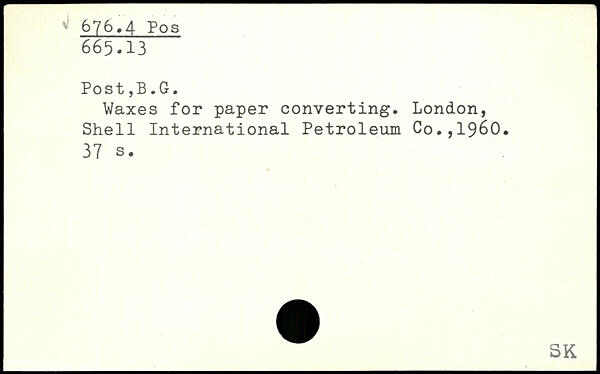 676.4 Pos
665.13
Post,B.G.
Waxes for paper converting. London,
Shell International Petroleum Co.,1960.
37 s.
SK